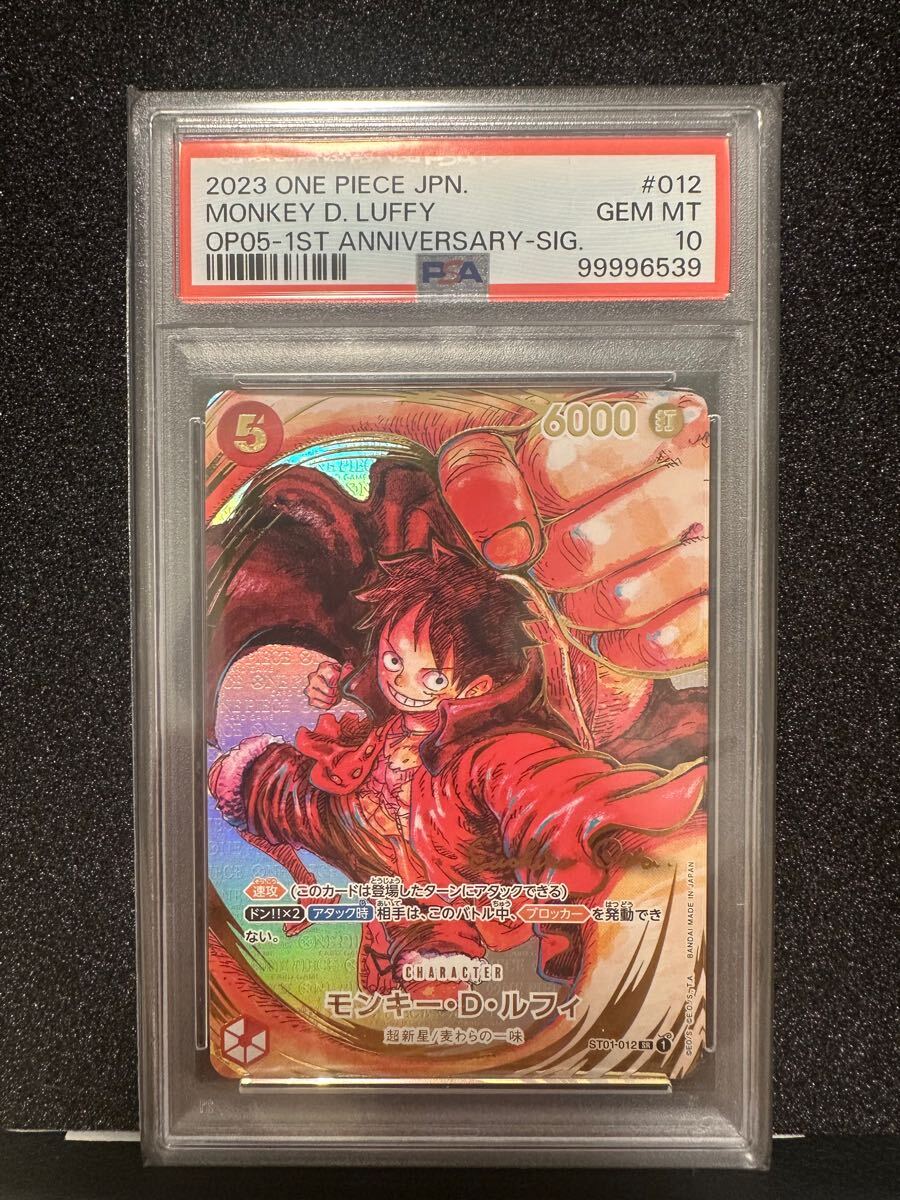 2023 ONE PIECE JPN. #012
MONKEY D. LUFFY GEM MT
OP05-1ST ANNIVERSARY-SIG. 10
PSA 99996539
5 6000 打
速攻 (このカードは登場したターンにアタックできる)
ドン!!×2 アタック時 相手は、このバトル中、ブロッカー を発動でき
ない。
CHARACTER
モンキー・D・ルフィ
超新星/麦わらの一味
ST01-012 SR 1
©E.O./S. ©E.O./S., T.A. BANDAI MADE IN JAPAN